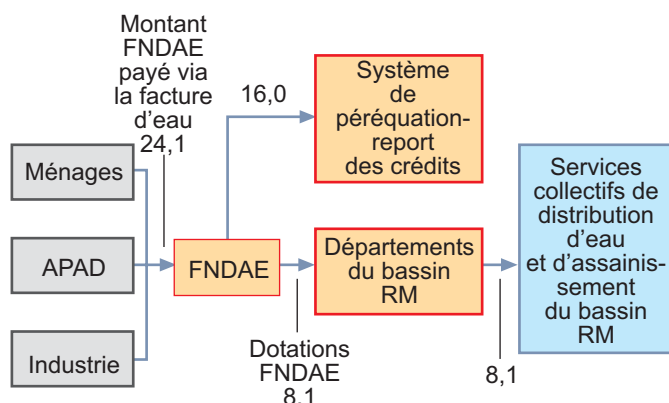 Montant
FNDAE
payé via
la facture
d'eau
24,1
16,0
Système
de
péréquation-
report
des crédits
Ménages
APAD
Industrie
FNDAE
Départements
du bassin
RM
Dotations
FNDAE
8,1
8,1
Services
collectifs de
distribution
d'eau
et d'assainis-
sement
du bassin
RM